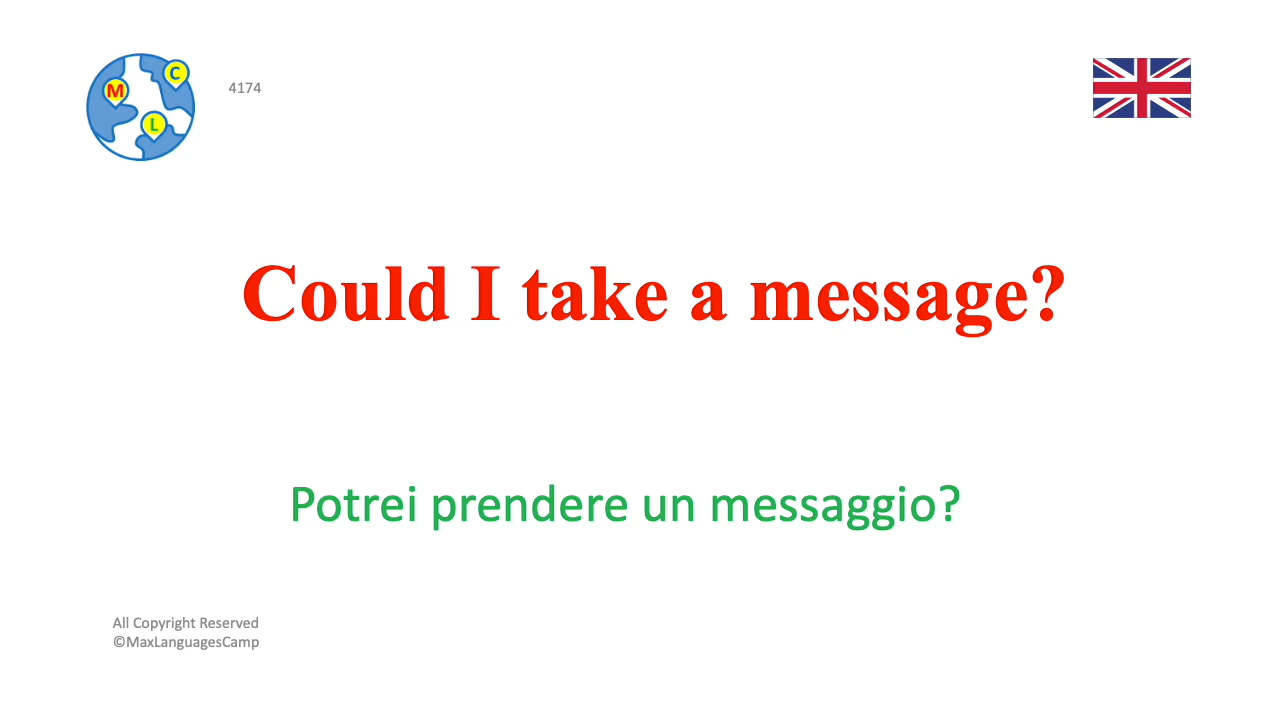 M
C
L
4174
Could I take a message?
Potrei prendere un messaggio?
All Copyright Reserved
©MaxLanguagesCamp